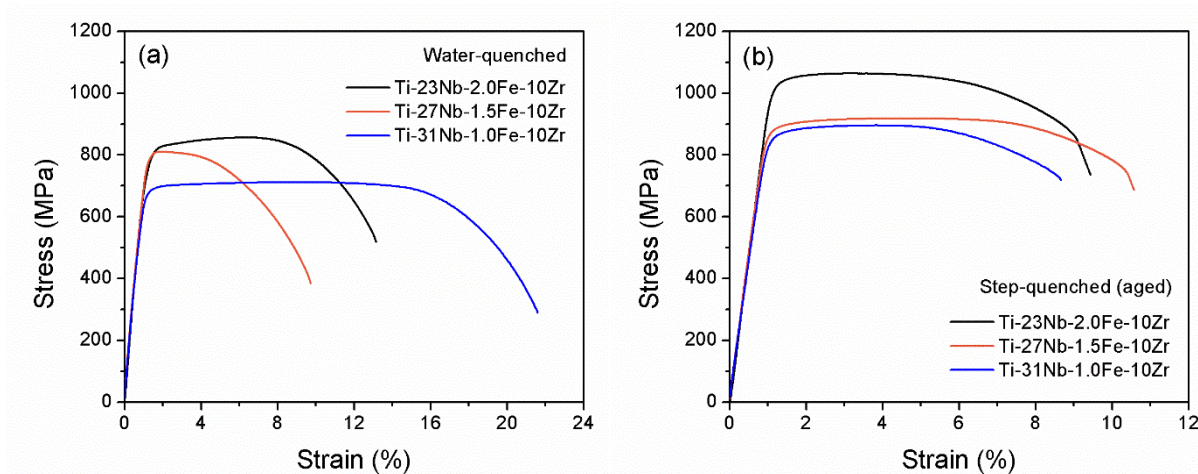 (a)
Water-quenched
Ti-23Nb-2.0Fe-10Zr
Ti-27Nb-1.5Fe-10Zr
Ti-31Nb-1.0Fe-10Zr
1200
1000
800
600
400
200
0
Stress (MPa)
0 4 8 12 16 20 24
Strain (%)
(b)
Step-quenched (aged)
Ti-23Nb-2.0Fe-10Zr
Ti-27Nb-1.5Fe-10Zr
Ti-31Nb-1.0Fe-10Zr
1200
1000
800
600
400
200
0
Stress (MPa)
0 2 4 6 8 10 12
Strain (%)